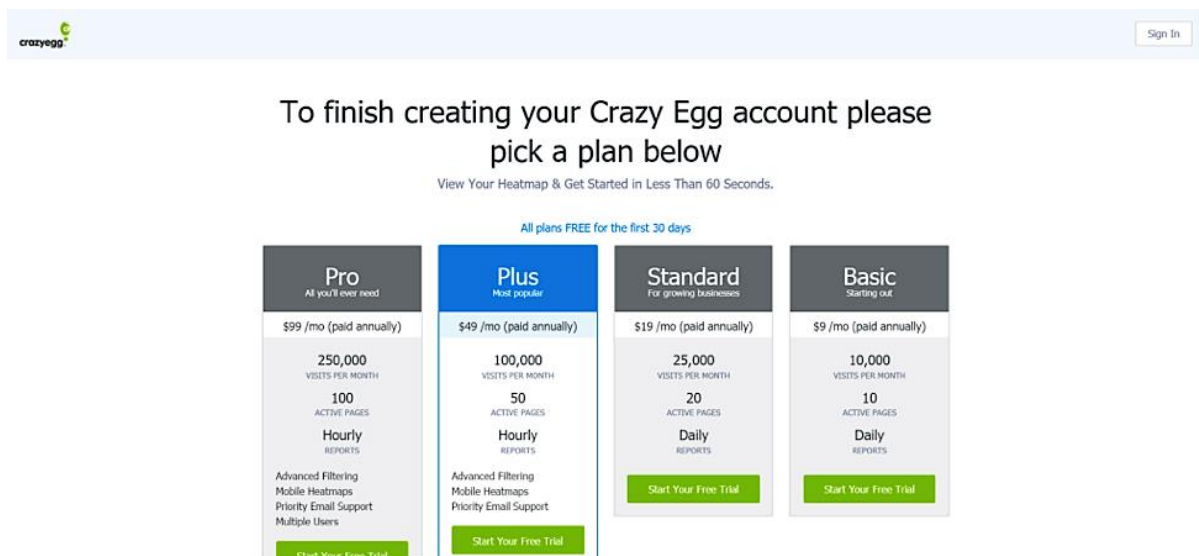 crazyegg
Sign In
To finish creating your Crazy Egg account please
pick a plan below
View Your Heatmap & Get Started in Less Than 60 Seconds.
All plans FREE for the first 30 days
Pro
All you'll ever need
$99 /mo (paid annually)
250,000
VISITS PER MONTH
100
ACTIVE PAGES
Hourly
REPORTS
Advanced Filtering
Mobile Heatmaps
Priority Email Support
Multiple Users
Start Your Free Trial
Plus
Most popular
$49 /mo (paid annually)
100,000
VISITS PER MONTH
50
ACTIVE PAGES
Hourly
REPORTS
Advanced Filtering
Mobile Heatmaps
Priority Email Support
Start Your Free Trial
Standard
For growing businesses
$19 /mo (paid annually)
25,000
VISITS PER MONTH
20
ACTIVE PAGES
Daily
REPORTS
Start Your Free Trial
Basic
Starting out
$9 /mo (paid annually)
10,000
VISITS PER MONTH
10
ACTIVE PAGES
Daily
REPORTS
Start Your Free Trial